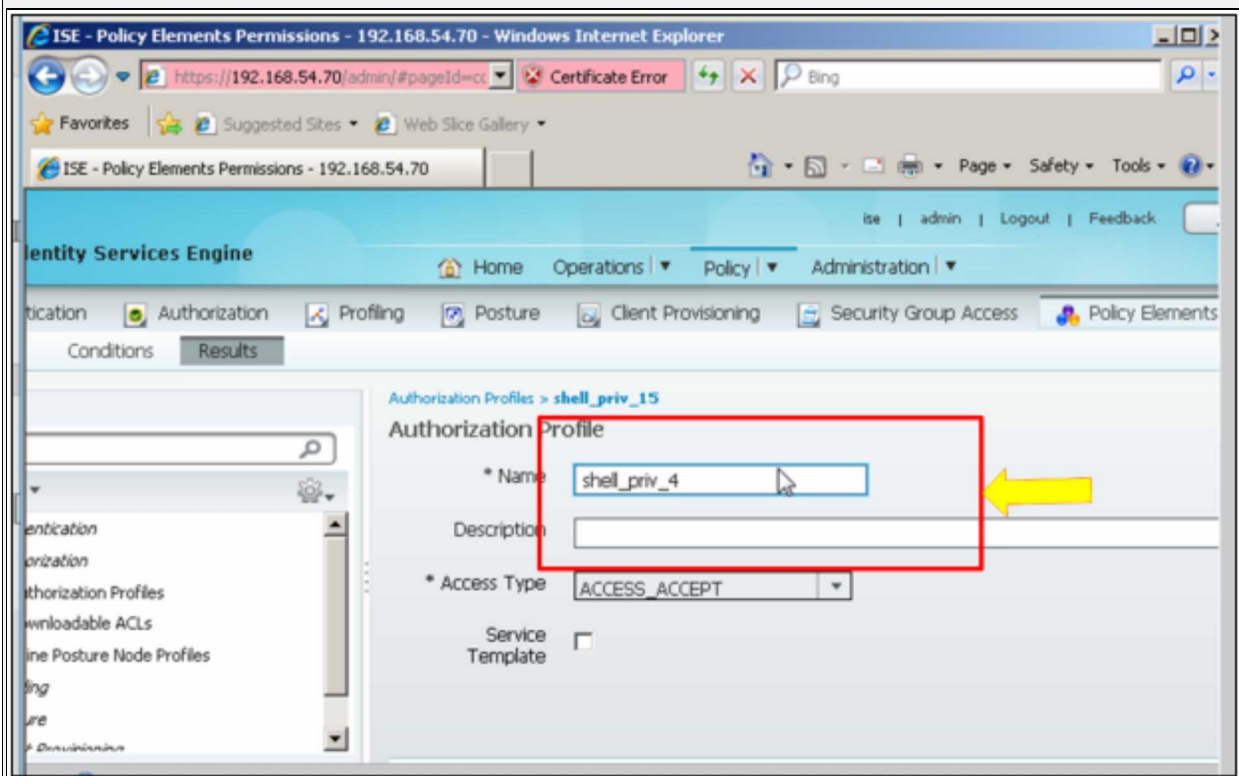 ISE - Policy Elements Permissions - 192.168.54.70 - Windows Internet Explorer
https://192.168.54.70/admin/#pageId=cc Certificate Error Bing
Favorites Suggested Sites Web Slice Gallery
ISE - Policy Elements Permissions - 192.168.54.70 Page Safety Tools
ise | admin | Logout | Feedback
dentity Services Engine Home Operations | Policy | Administration |
tication Authorization Profiling Posture Client Provisioning Security Group Access Policy Elements
Conditions Results
Authorization Profiles > shell_priv_15
Authorization Profile
* Name shell_priv_4
entication Description
orization
thorization Profiles * Access Type ACCESS_ACCEPT
wnloadable ACLs
Service
ine Posture Node Profiles Template
ing
ure
t Provisioning